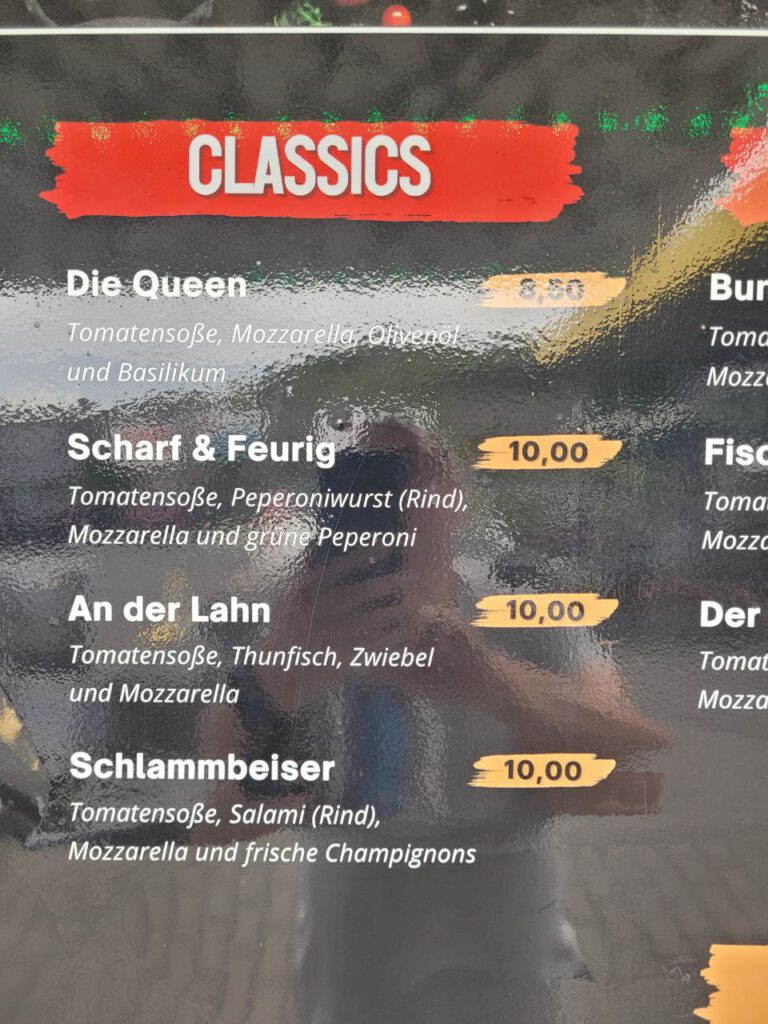 CLASSICS
Die Queen 8,50
Tomatensoße, Mozzarella, Olivenöl
und Basilikum
Scharf & Feurig 10,00
Tomatensoße, Peperoniwurst (Rind),
Mozzarella und grüne Peperoni
An der Lahn 10,00
Tomatensoße, Thunfisch, Zwiebel
und Mozzarella
Schlammbeiser 10,00
Tomatensoße, Salami (Rind),
Mozzarella und frische Champignons
Der